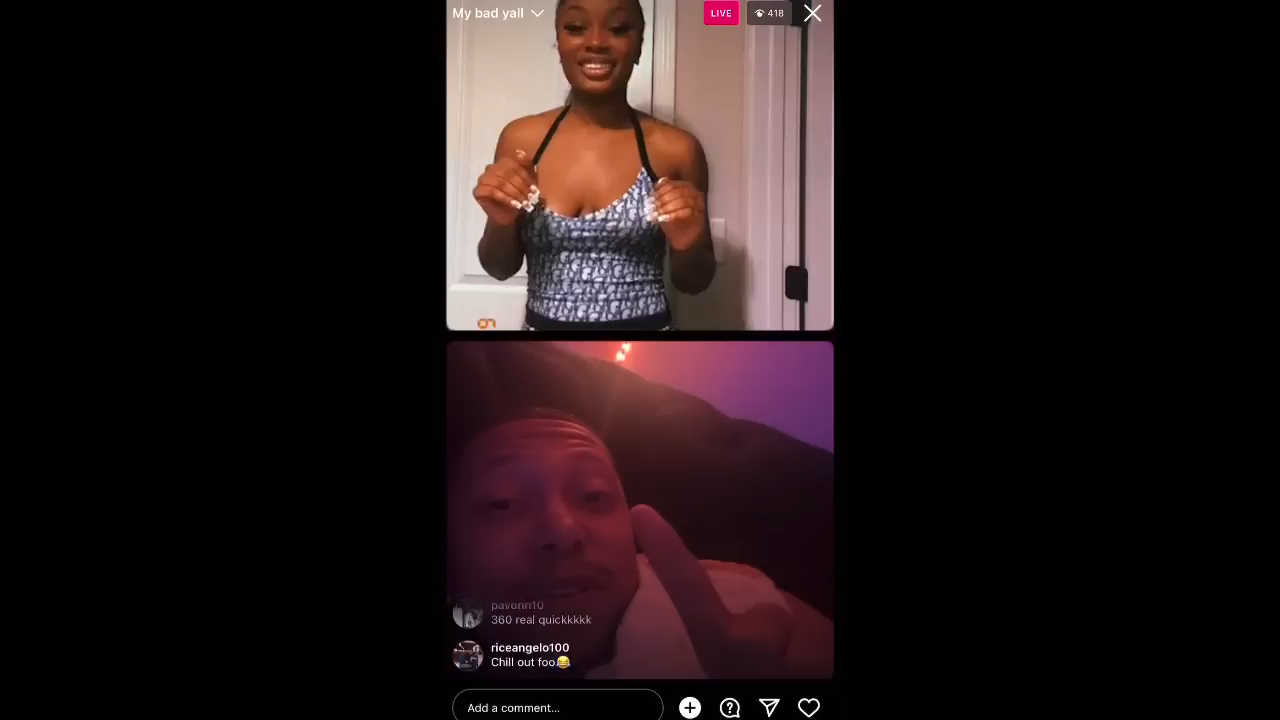 My bad yall
LIVE
418
pavonn10
360 real quickkkkk
riceangelo100
Chill out foo😂
Add a comment...